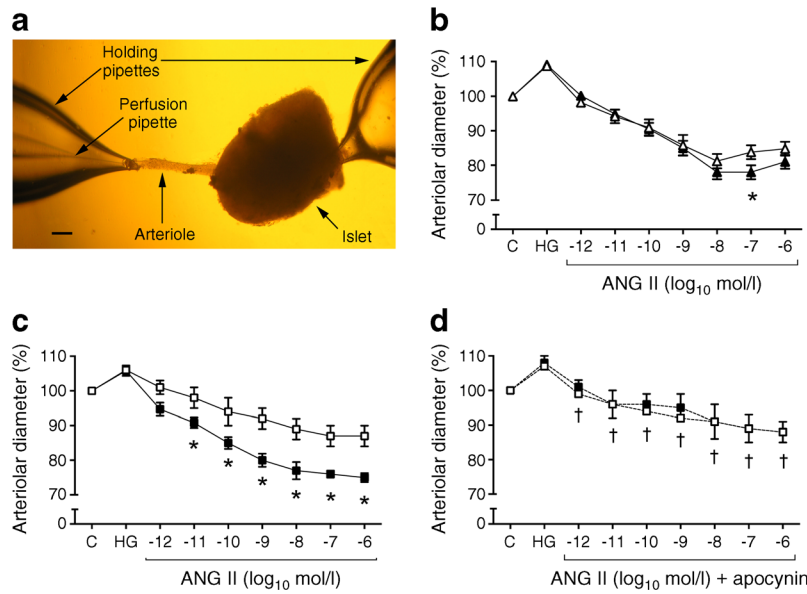 a
Holding
pipettes
Perfusion
pipette
Arteriole
Islet
b
Arteriolar diameter (%)
110
100
90
80
70
0
*
C HG -12 -11 -10 -9 -8 -7 -6
ANG II (log10 mol/l)
c
Arteriolar diameter (%)
110
100
90
80
70
0
* * * * * *
C HG -12 -11 -10 -9 -8 -7 -6
ANG II (log10 mol/l)
d
Arteriolar diameter (%)
110
100
90
80
70
0
† † † † † † †
C HG -12 -11 -10 -9 -8 -7 -6
ANG II (log10 mol/l) + apocynin